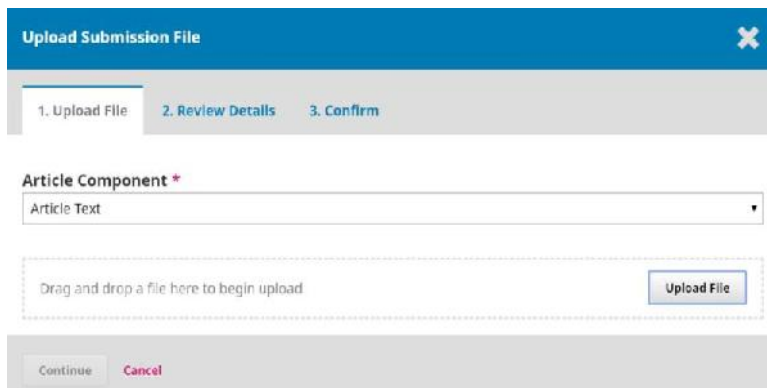 Upload Submission File
1. Upload File 2. Review Details 3. Confirm
Article Component *
Article Text
Drag and drop a file here to begin upload
Upload File
Continue Cancel